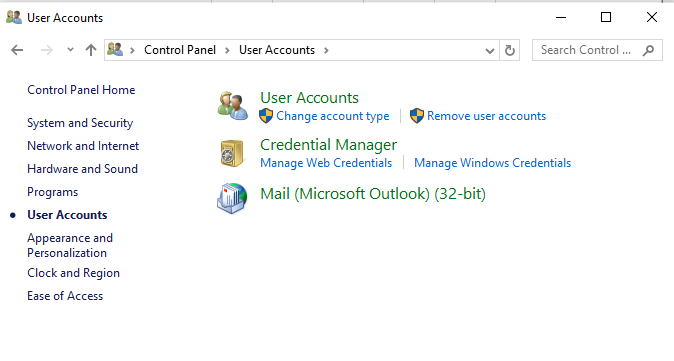 User Accounts
Control Panel > User Accounts >
Search Control ...
Control Panel Home
System and Security
Network and Internet
Hardware and Sound
Programs
User Accounts
Appearance and
Personalization
Clock and Region
Ease of Access
User Accounts
Change account type | Remove user accounts
Credential Manager
Manage Web Credentials | Manage Windows Credentials
Mail (Microsoft Outlook) (32-bit)